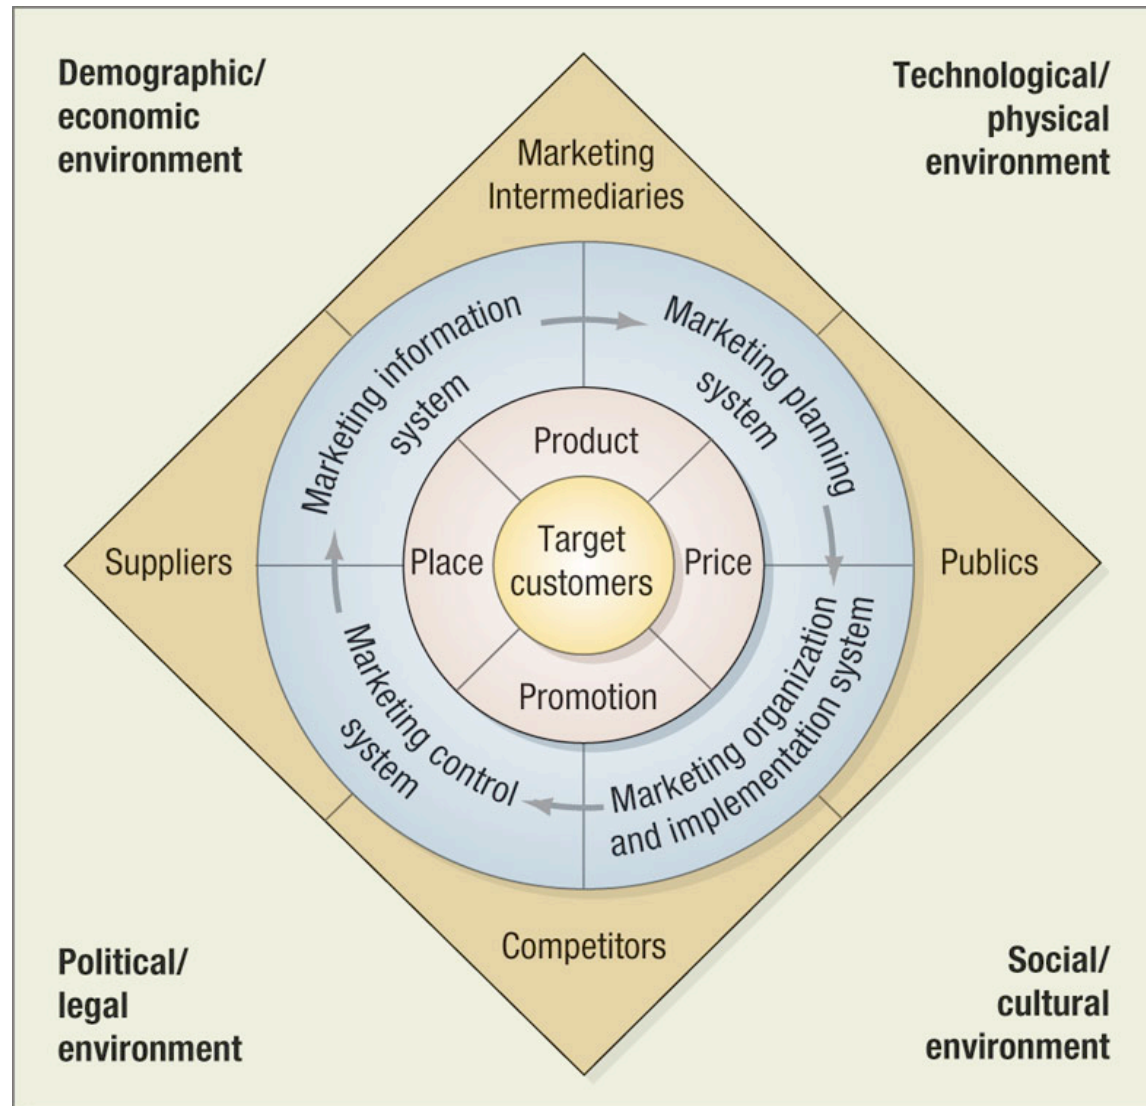 Demographic/
economic
environment
Technological/
physical
environment
Marketing
Intermediaries
Marketing information
system
Marketing planning
system
Product
Suppliers
Place
Target
customers
Price
Publics
Promotion
Marketing control
system
Marketing organization
and implementation system
Competitors
Political/
legal
environment
Social/
cultural
environment